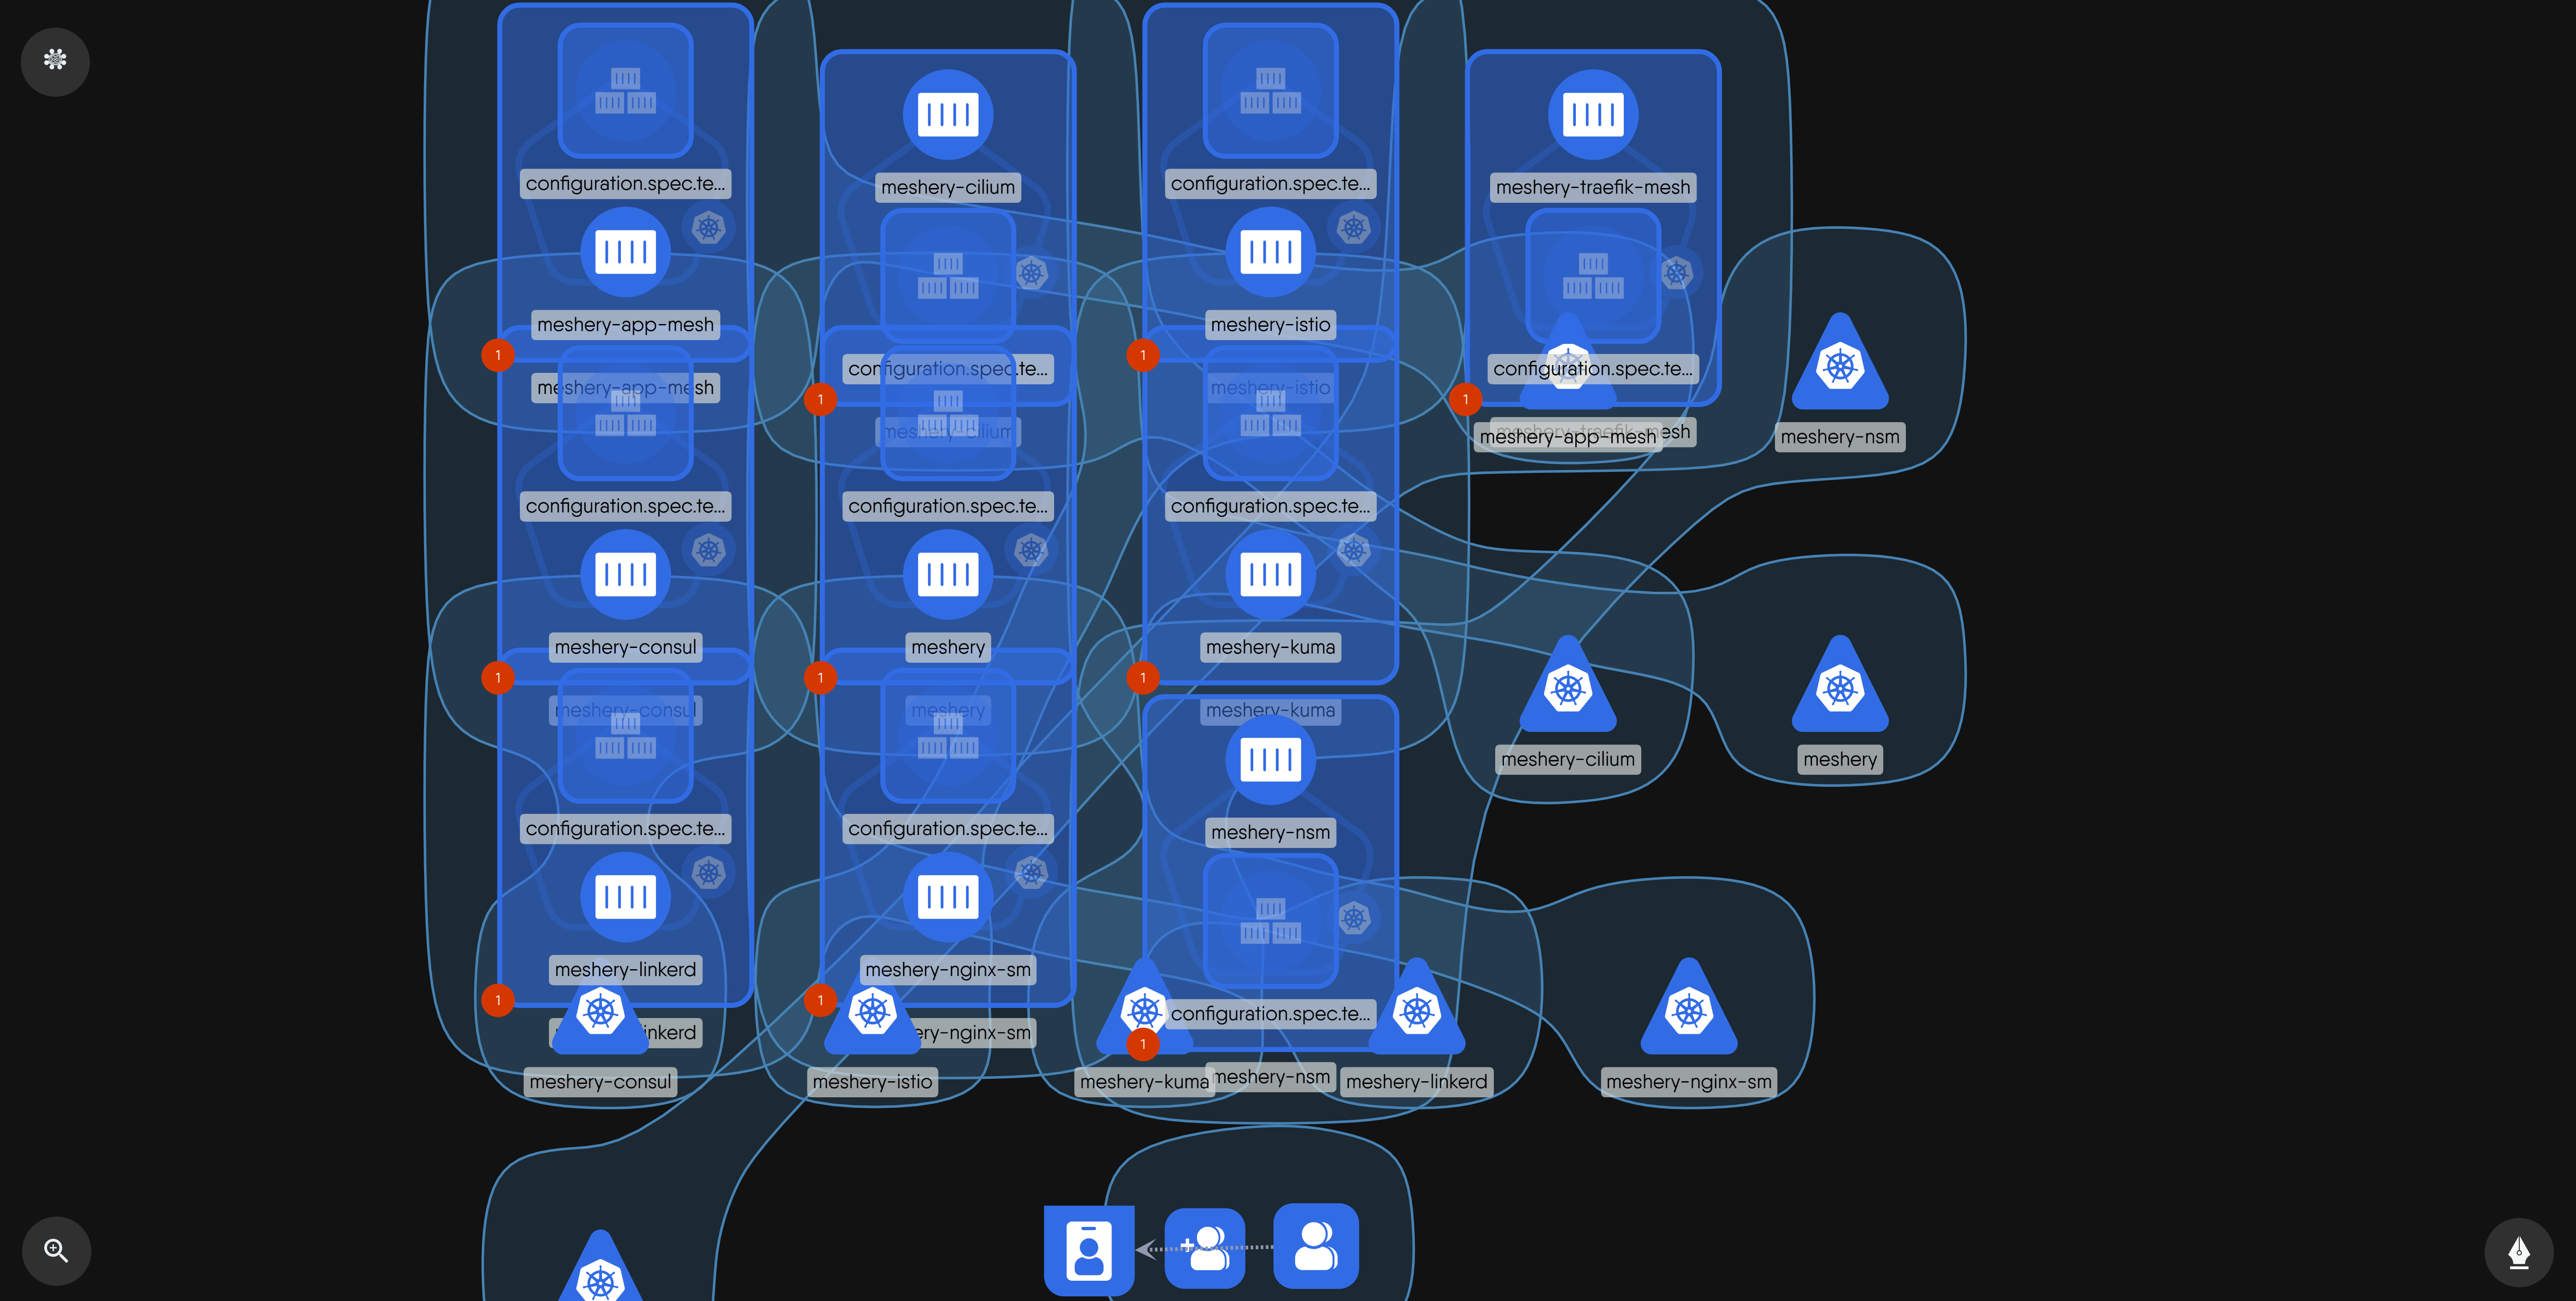 configuration.spec.te...
configuration.spec.te...
meshery-cilium
meshery-traefik-mesh
meshery-app-mesh
meshery-istio
1
1
configuration.spec.te...
configuration.spec.te...
meshery-app-mesh
meshery-istio
1
1
meshery-cilium
meshery-app-mesh
mesh
meshery-nsm
configuration.spec.te...
configuration.spec.te...
configuration.spec.te...
meshery-consul
meshery
meshery-kuma
1
1
1
meshery-consul
meshery
meshery-kuma
meshery-cilium
meshery
configuration.spec.te...
configuration.spec.te...
meshery-nsm
meshery-linkerd
meshery-nginx-sm
1
1
configuration.spec.te...
inkerd
ery-nginx-sm
1
meshery-consul
meshery-istio
meshery-kuma
meshery-nsm
meshery-linkerd
meshery-nginx-sm